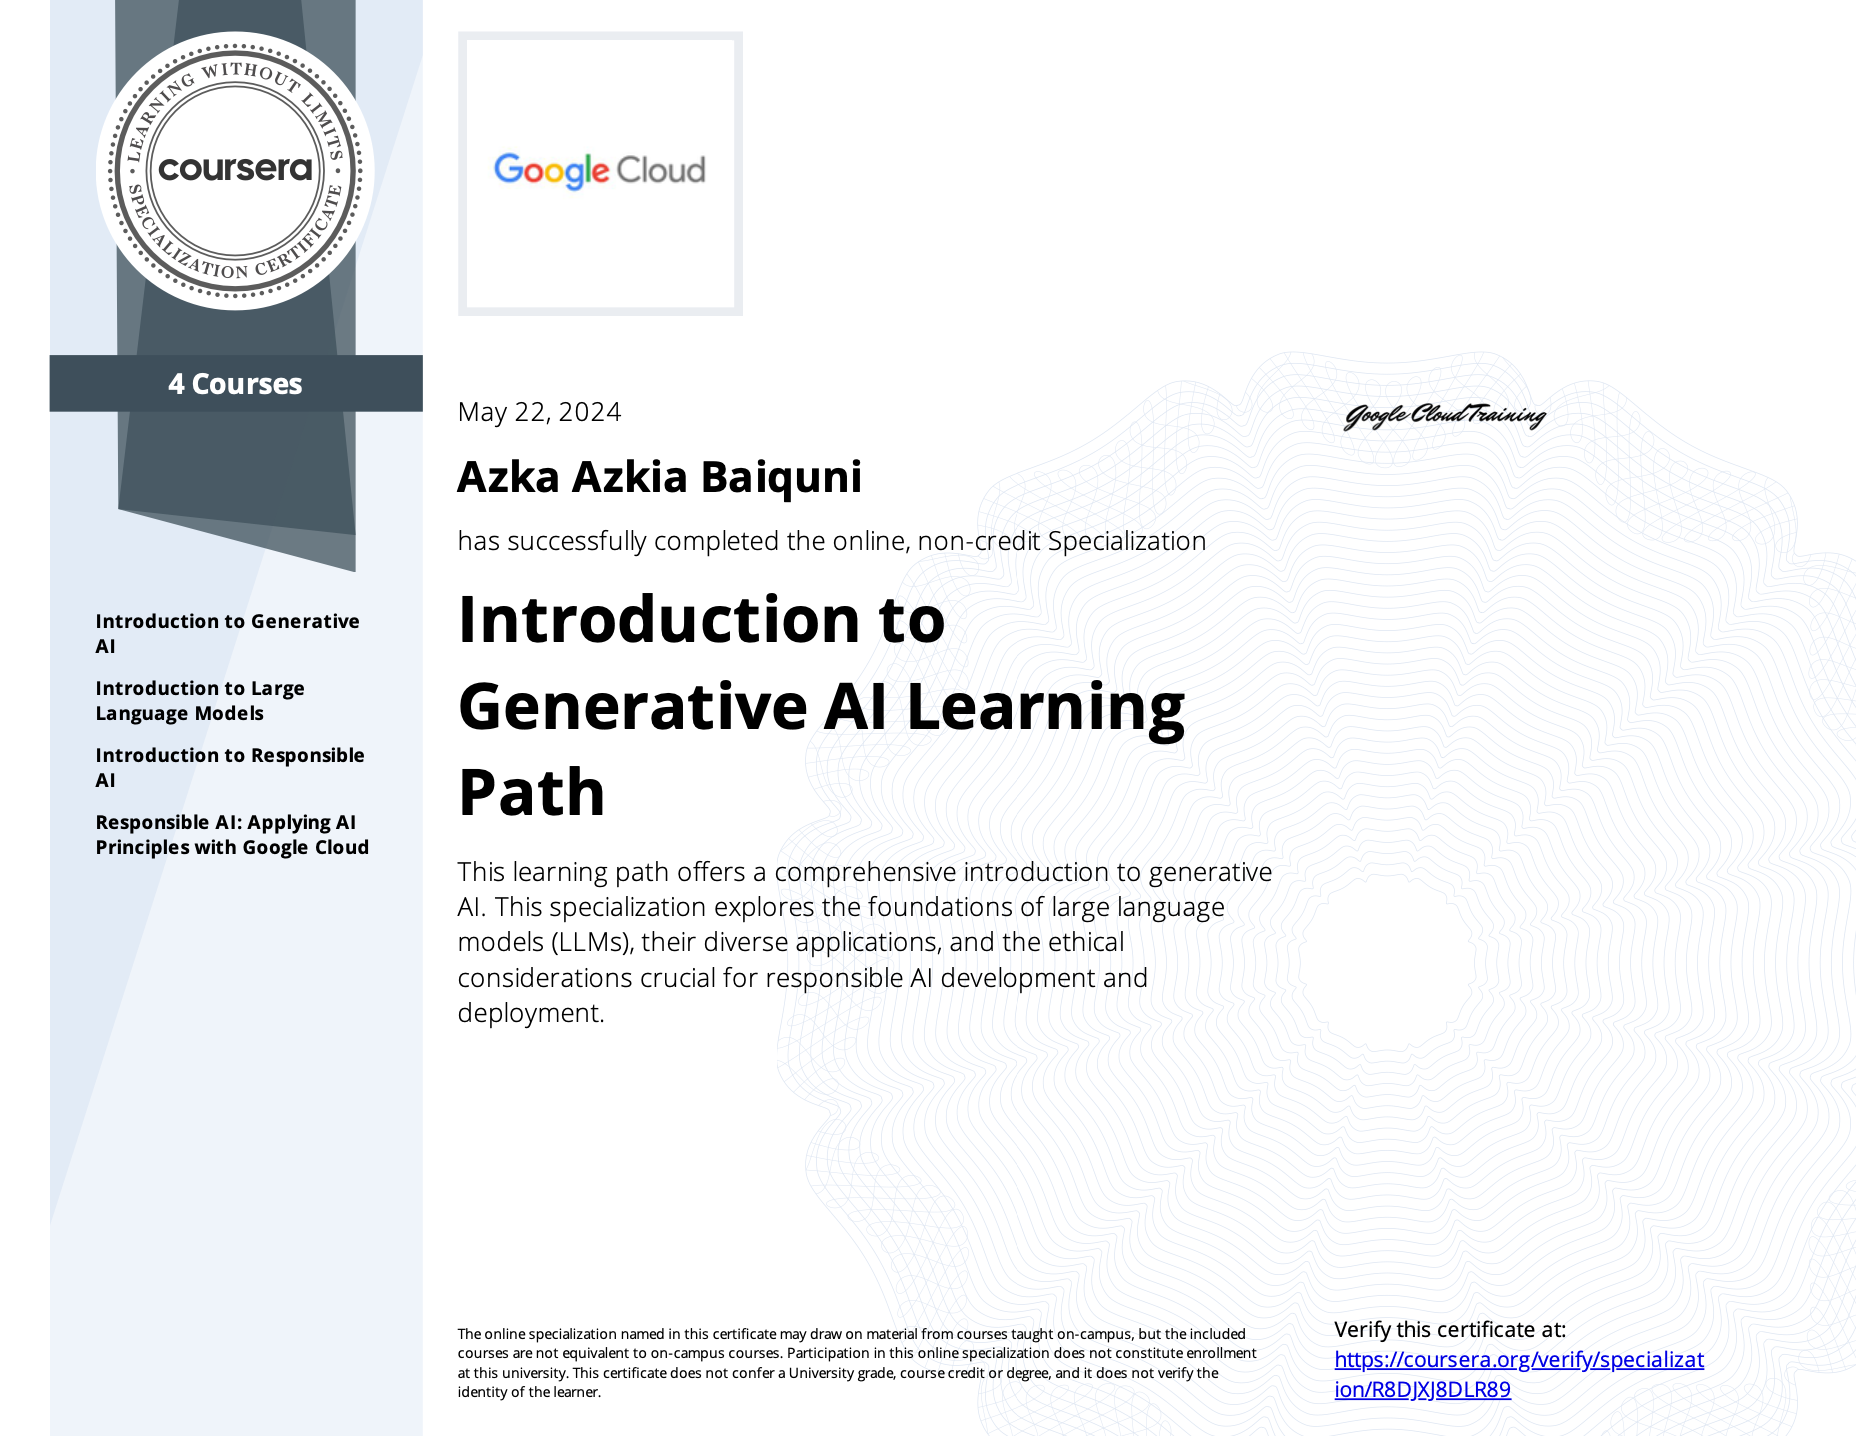 LEARNING WITHOUT LIMITS
coursera
SPECIALIZATION CERTIFICATE
4 Courses
Introduction to Generative
AI
Introduction to Large
Language Models
Introduction to Responsible
AI
Responsible AI: Applying AI
Principles with Google Cloud
Google Cloud
May 22, 2024
Google Cloud Training
Azka Azkia Baiquni
has successfully completed the online, non-credit Specialization
Introduction to
Generative AI Learning
Path
This learning path offers a comprehensive introduction to generative
AI. This specialization explores the foundations of large language
models (LLMs), their diverse applications, and the ethical
considerations crucial for responsible AI development and
deployment.
The online specialization named in this certificate may draw on material from courses taught on-campus, but the included
courses are not equivalent to on-campus courses. Participation in this online specialization does not constitute enrollment
at this university. This certificate does not confer a University grade, course credit or degree, and it does not verify the
identity of the learner.
Verify this certificate at:
https://coursera.org/verify/specializat
ion/R8DJXJ8DLR89